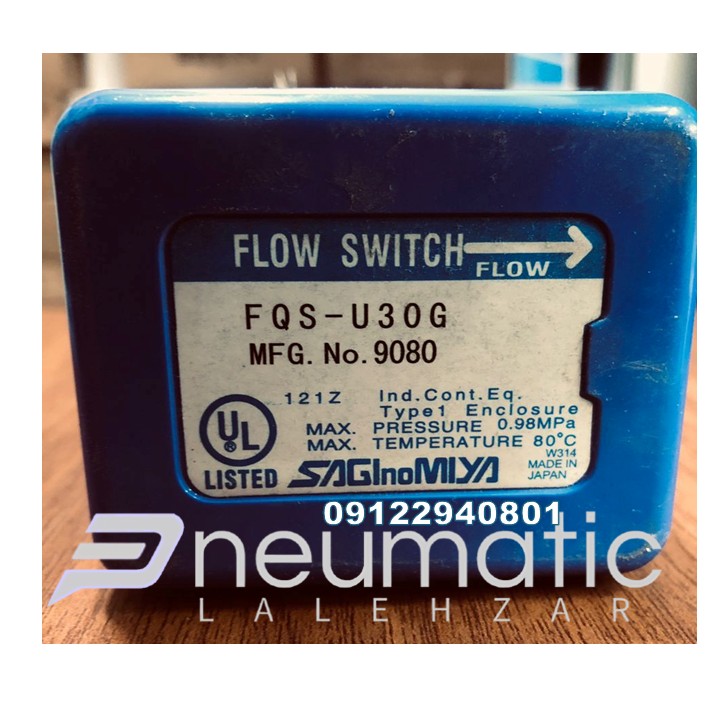 FLOW SWITCH
FLOW
FQS-U30G
MFG. No. 9080
121Z Ind.Cont.Eq.
Type1 Enclosure
MAX. PRESSURE 0.98MPa
MAX. TEMPERATURE 80°C
UL
LISTED
SAGInoMIYA
W314
MADE IN
JAPAN
09122940801
Pneumatic
LALEHZAR